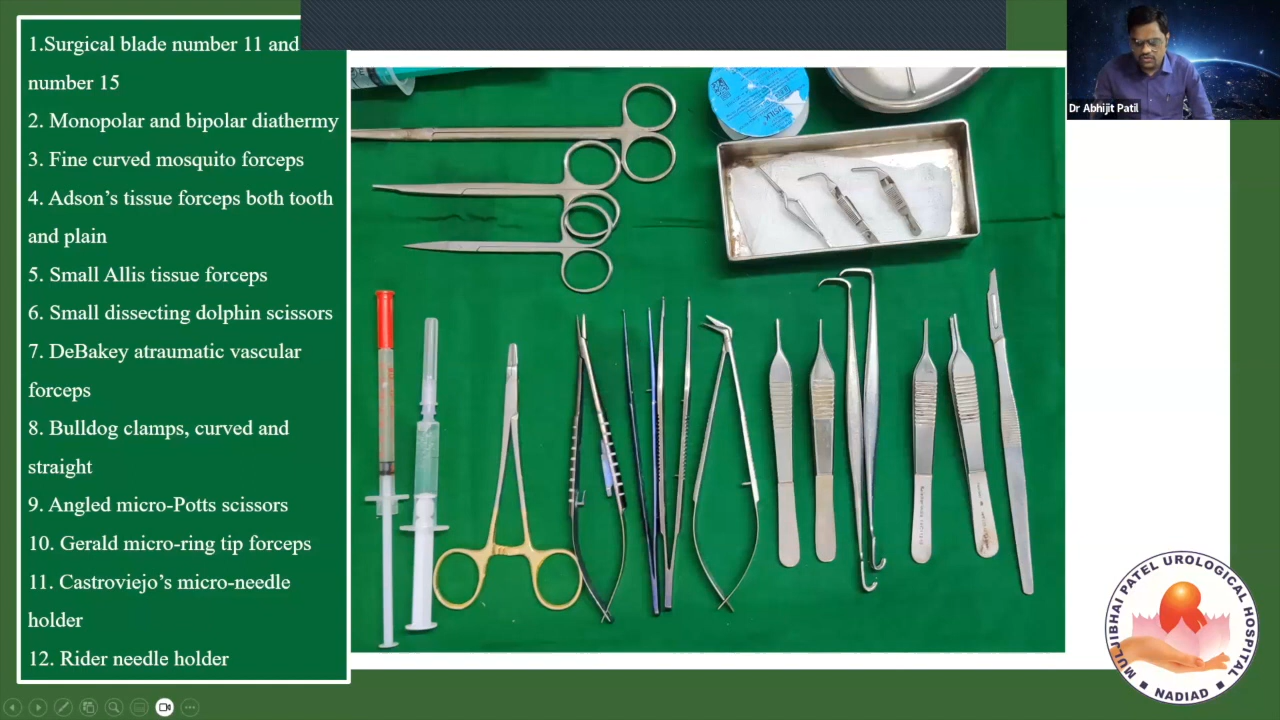 1.Surgical blade number 11 and
number 15
2. Monopolar and bipolar diathermy
3. Fine curved mosquito forceps
4. Adson’s tissue forceps both tooth
and plain
5. Small Allis tissue forceps
6. Small dissecting dolphin scissors
7. DeBakey atraumatic vascular
forceps
8. Bulldog clamps, curved and
straight
9. Angled micro-Potts scissors
10. Gerald micro-ring tip forceps
11. Castroviejo’s micro-needle
holder
12. Rider needle holder
Dr Abhijit Patil
MULJIBHAI PATEL UROLOGICAL HOSPITAL
NADIAD